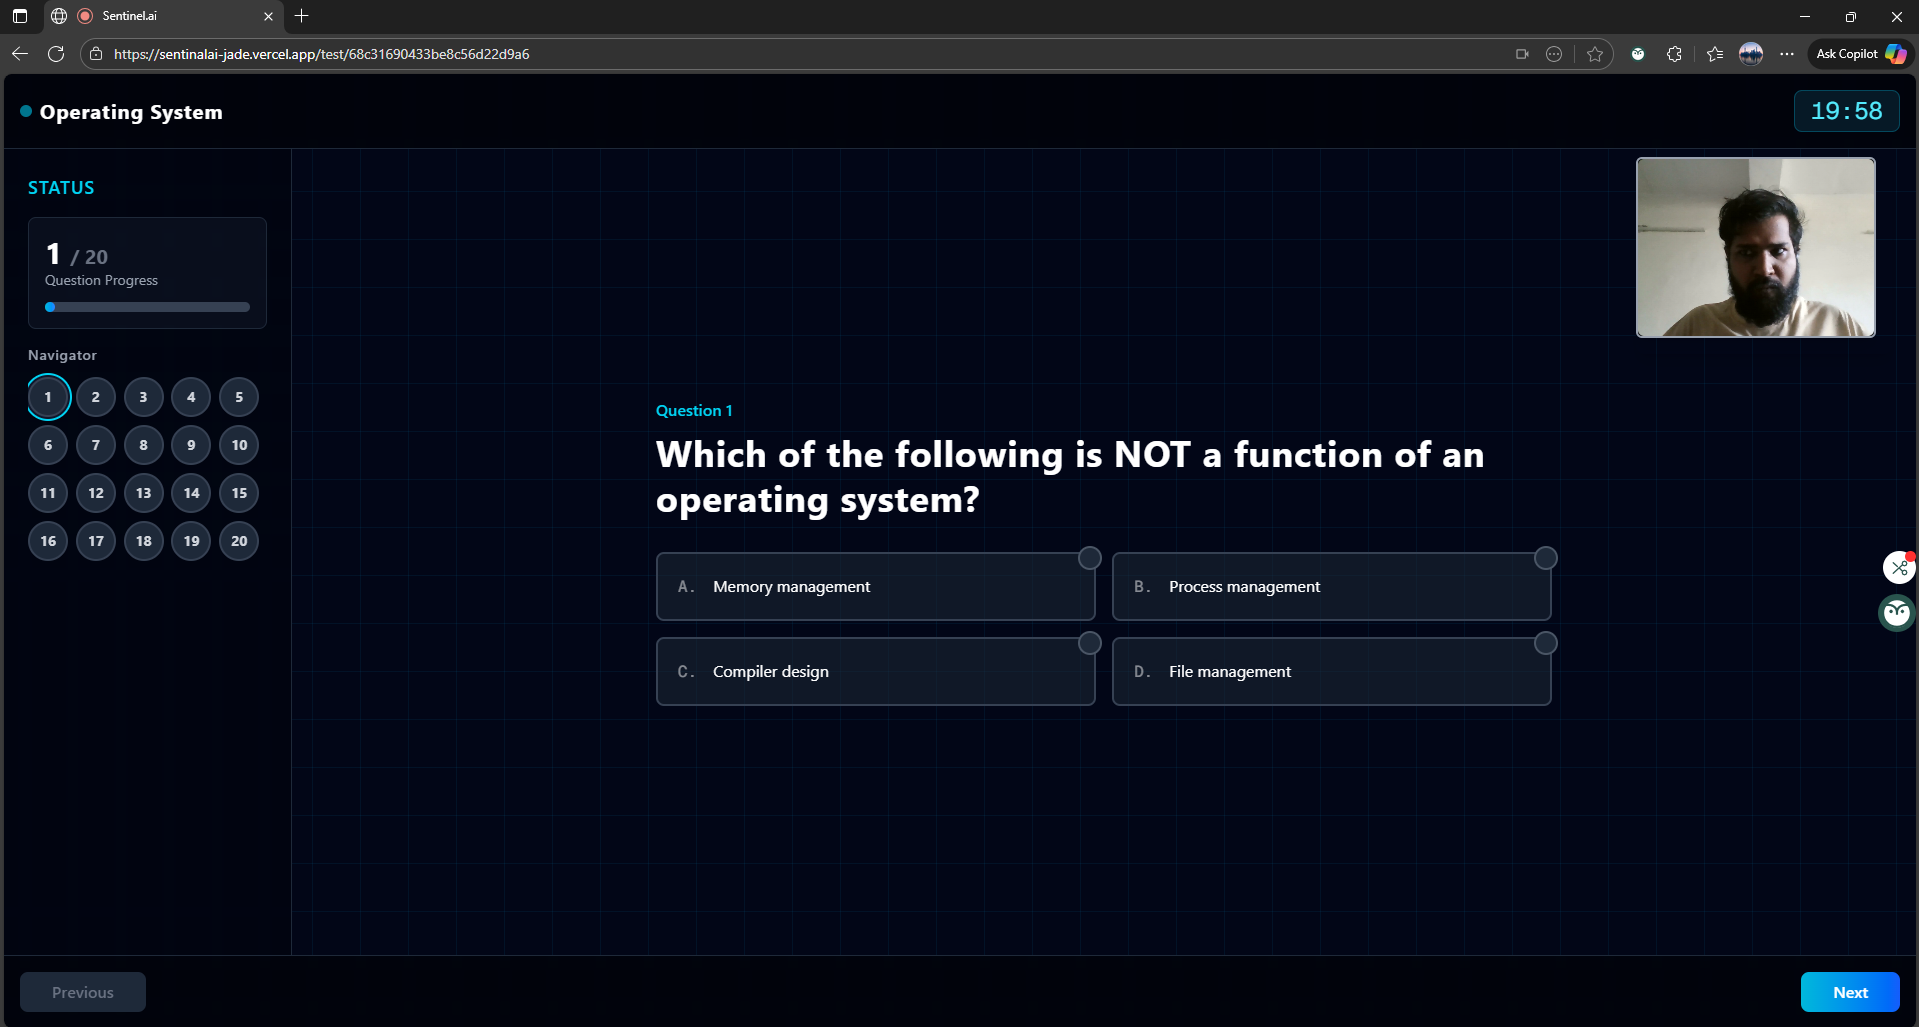 Sentinel.ai
https://sentinalai-jade.vercel.app/test/68c31690433be8c56d22d9a6
Ask Copilot
Operating System
19:58
STATUS
1 / 20
Question Progress
Navigator
1 2 3 4 5
6 7 8 9 10
11 12 13 14 15
16 17 18 19 20
Question 1
Which of the following is NOT a function of an
operating system?
A. Memory management
B. Process management
C. Compiler design
D. File management
Previous
Next